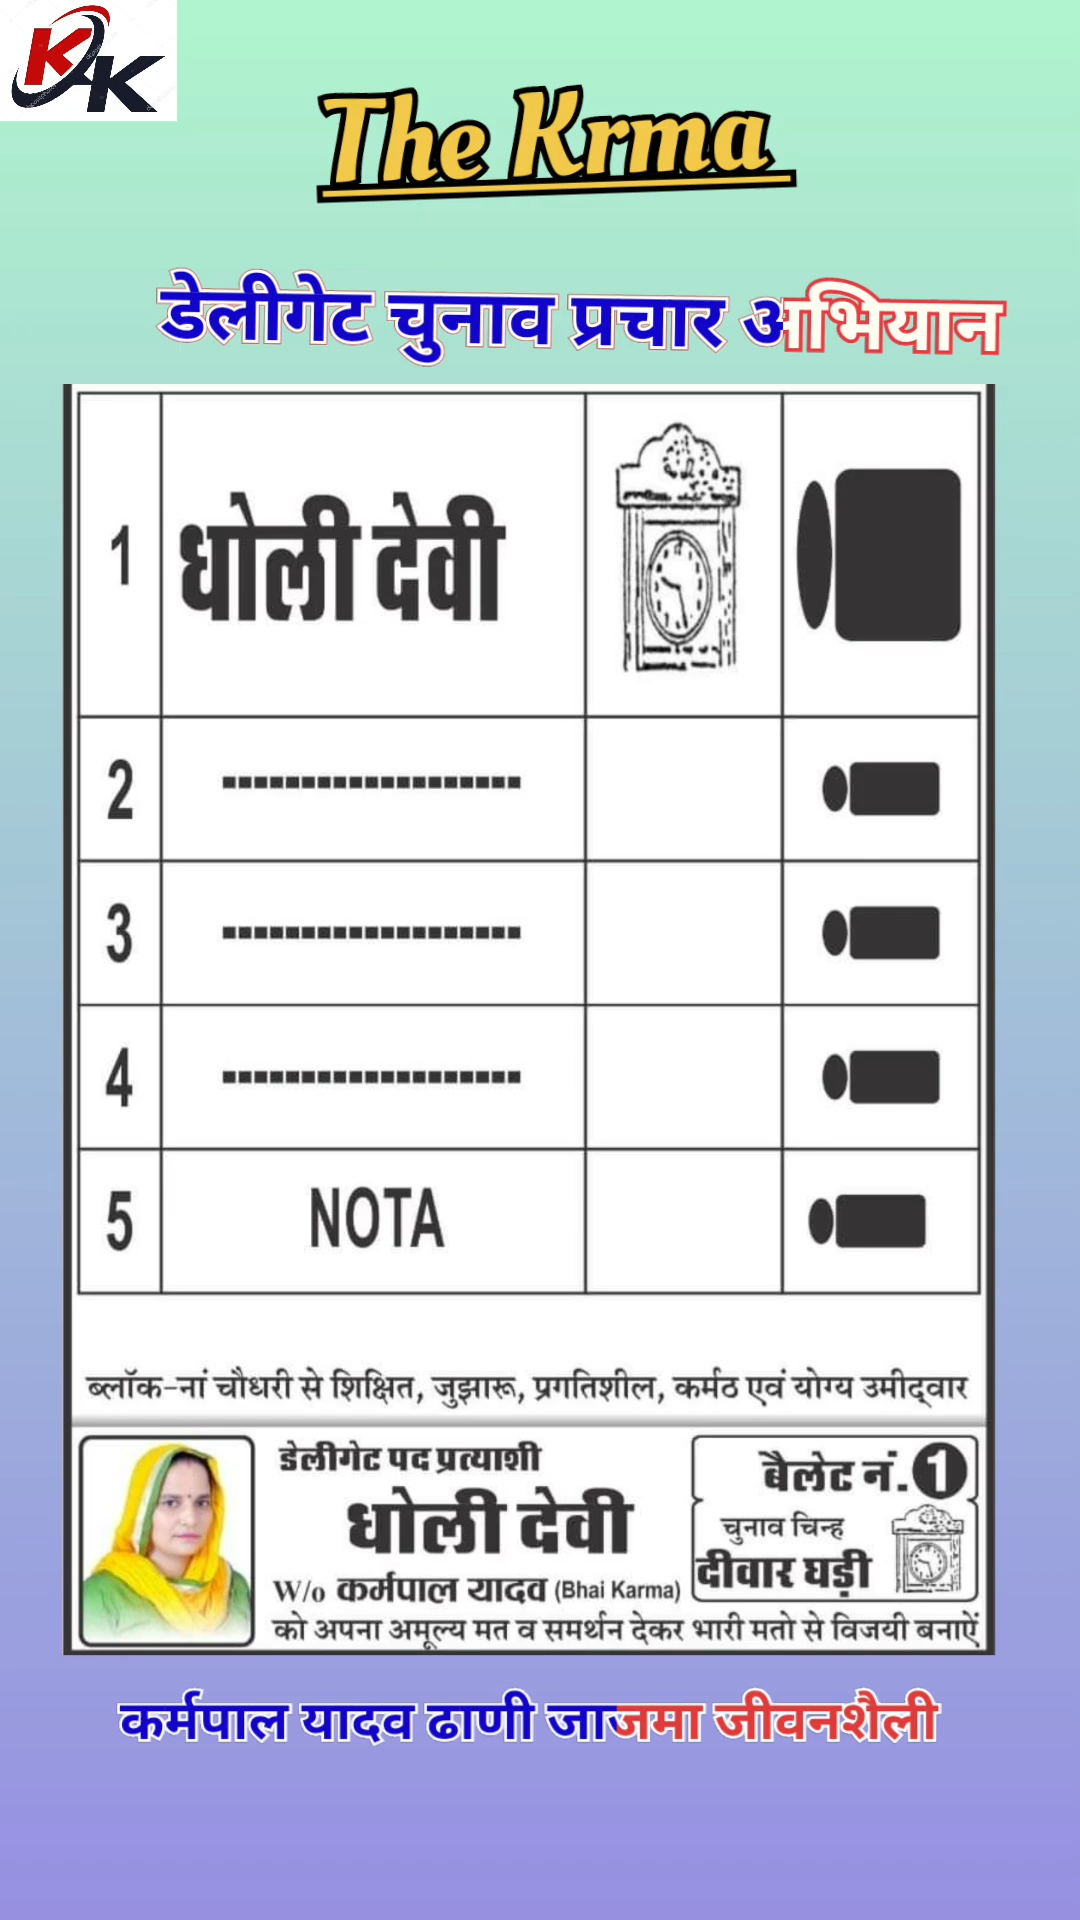 KK
The Krma
डेलीगेट चुनाव प्रचार अभियान
1 धोली देवी
2 -------------------
3 -------------------
4 -------------------
5 NOTA
ब्लॉक-नां चौधरी से शिक्षित, जुझारू, प्रगतिशील, कर्मठ एवं योग्य उमीद्वार
डेलीगेट पद प्रत्याशी
धोली देवी
W/o कर्मपाल यादव (Bhai Karma)
बैलेट नं. 1
चुनाव चिन्ह
दीवार घड़ी
को अपना अमूल्य मत व समर्थन देकर भारी मतो से विजयी बनाऐं
कर्मपाल यादव ढाणी जाजमा जीवनशैली